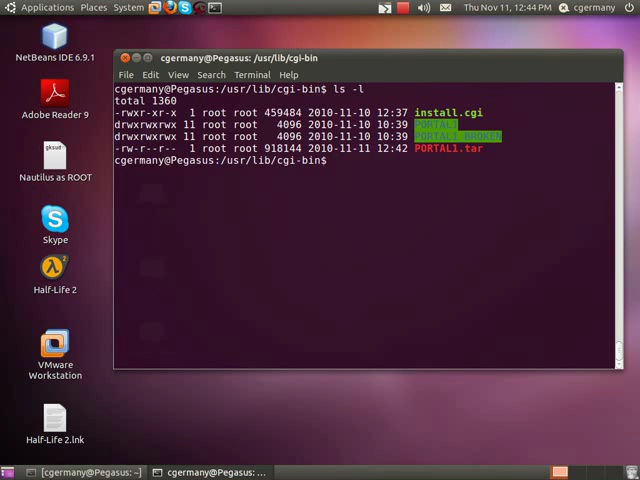 Applications Places System
Thu Nov 11, 12:44 PM
cgermany
NetBeans IDE 6.9.1
Adobe Reader 9
gksud
Nautilus as ROOT
Skype
Half-Life 2
VMware
Workstation
Half-Life 2.lnk
cgermany@Pegasus: /usr/lib/cgi-bin
File Edit View Search Terminal Help
cgermany@Pegasus:/usr/lib/cgi-bin$ ls -l
total 1360
-rwxr-xr-x 1 root root 459484 2010-11-10 12:37 install.cgi
drwxrwxrwx 11 root root 4096 2010-11-10 10:39 PORTAL1
drwxrwxrwx 11 root root 4096 2010-11-10 10:39 PORTAL1_BROKEN
-rw-r--r-- 1 root root 918144 2010-11-11 12:42 PORTAL1.tar
cgermany@Pegasus:/usr/lib/cgi-bin$
[cgermany@Pegasus: ~]
cgermany@Pegasus: ...